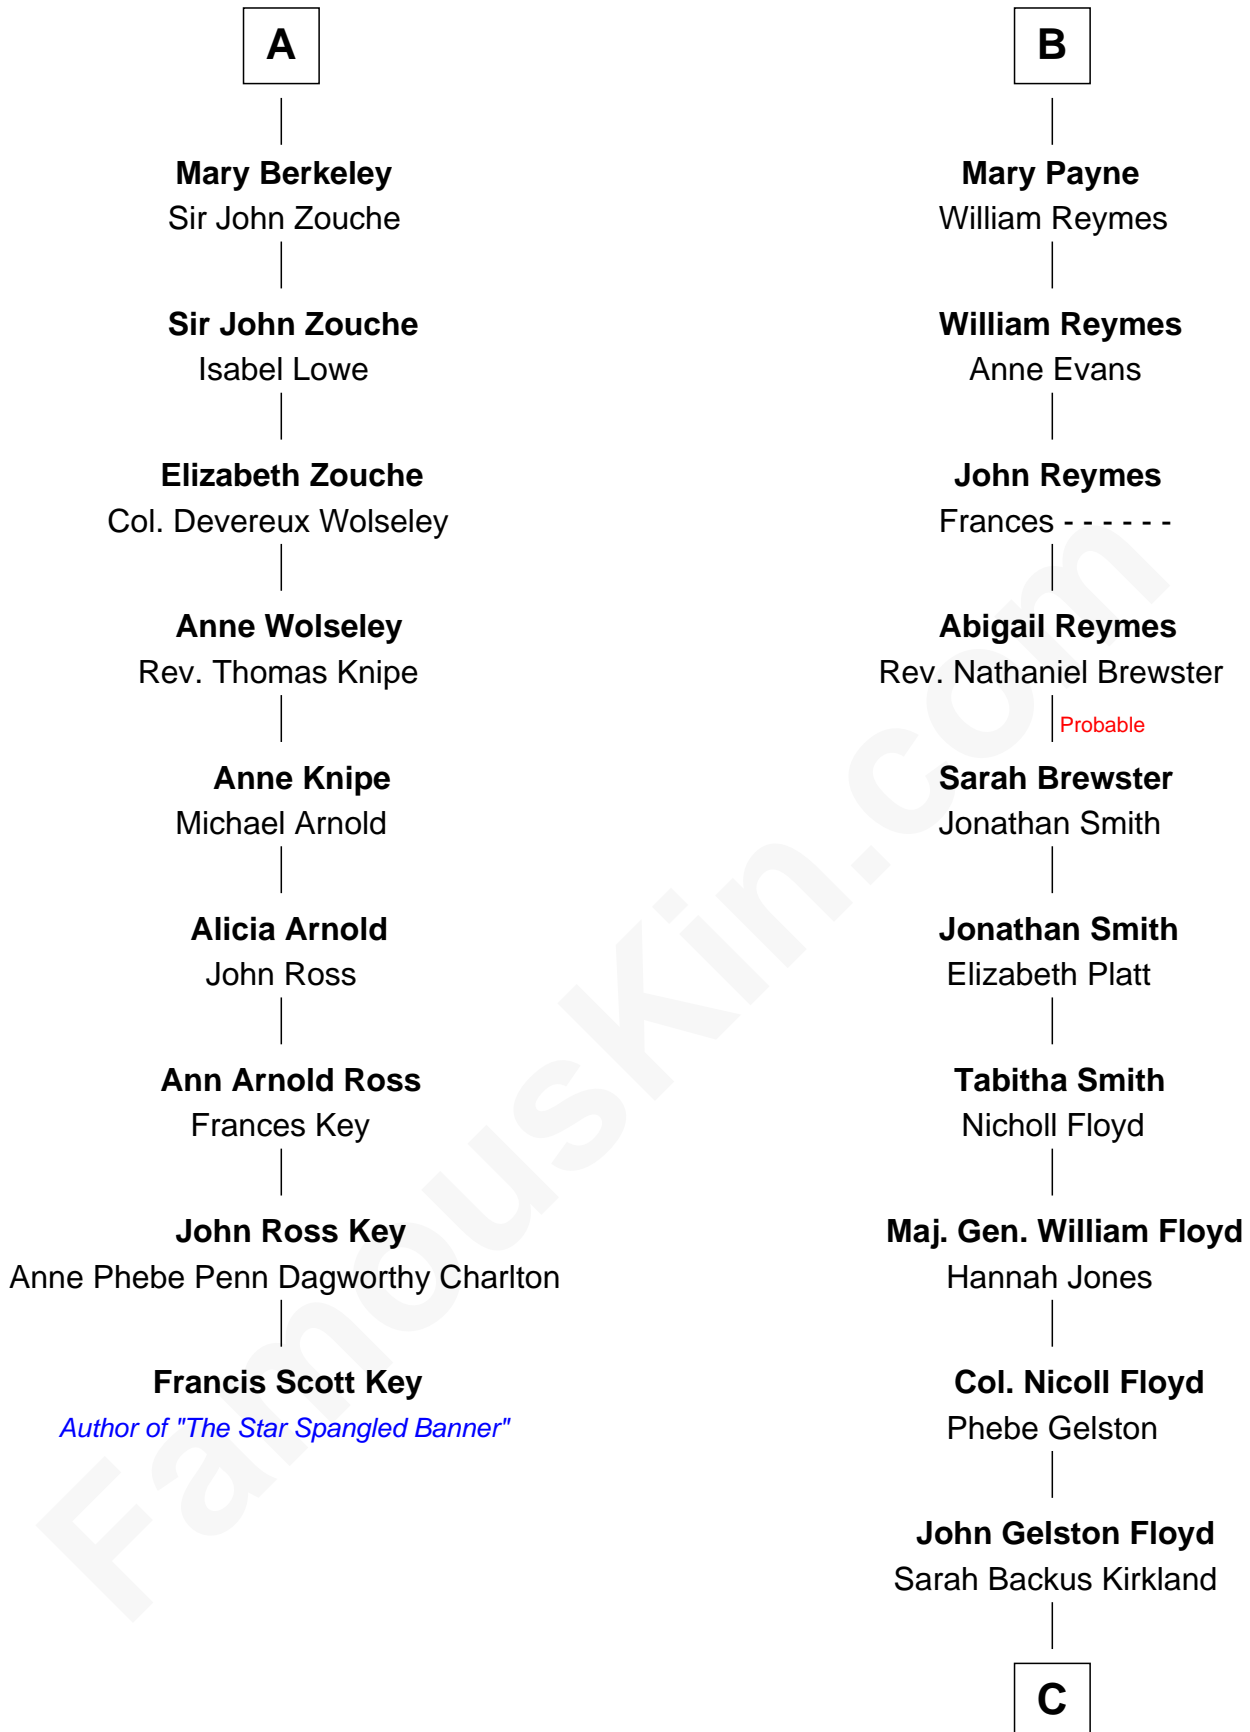 A
Mary Berkeley
Sir John Zouche
Sir John Zouche
Isabel Lowe
Elizabeth Zouche
Col. Devereux Wolseley
Anne Wolseley
Rev. Thomas Knipe
Anne Knipe
Michael Arnold
Alicia Arnold
John Ross
Ann Arnold Ross
Frances Key
John Ross Key
Anne Phebe Penn Dagworthy Charlton
Francis Scott Key
Author of "The Star Spangled Banner"
B
Mary Payne
William Reymes
William Reymes
Anne Evans
John Reymes
Frances - - - - - -
Abigail Reymes
Rev. Nathaniel Brewster
Probable
Sarah Brewster
Jonathan Smith
Jonathan Smith
Elizabeth Platt
Tabitha Smith
Nicholl Floyd
Maj. Gen. William Floyd
Hannah Jones
Col. Nicoll Floyd
Phebe Gelston
John Gelston Floyd
Sarah Backus Kirkland
C
FamousKin.com